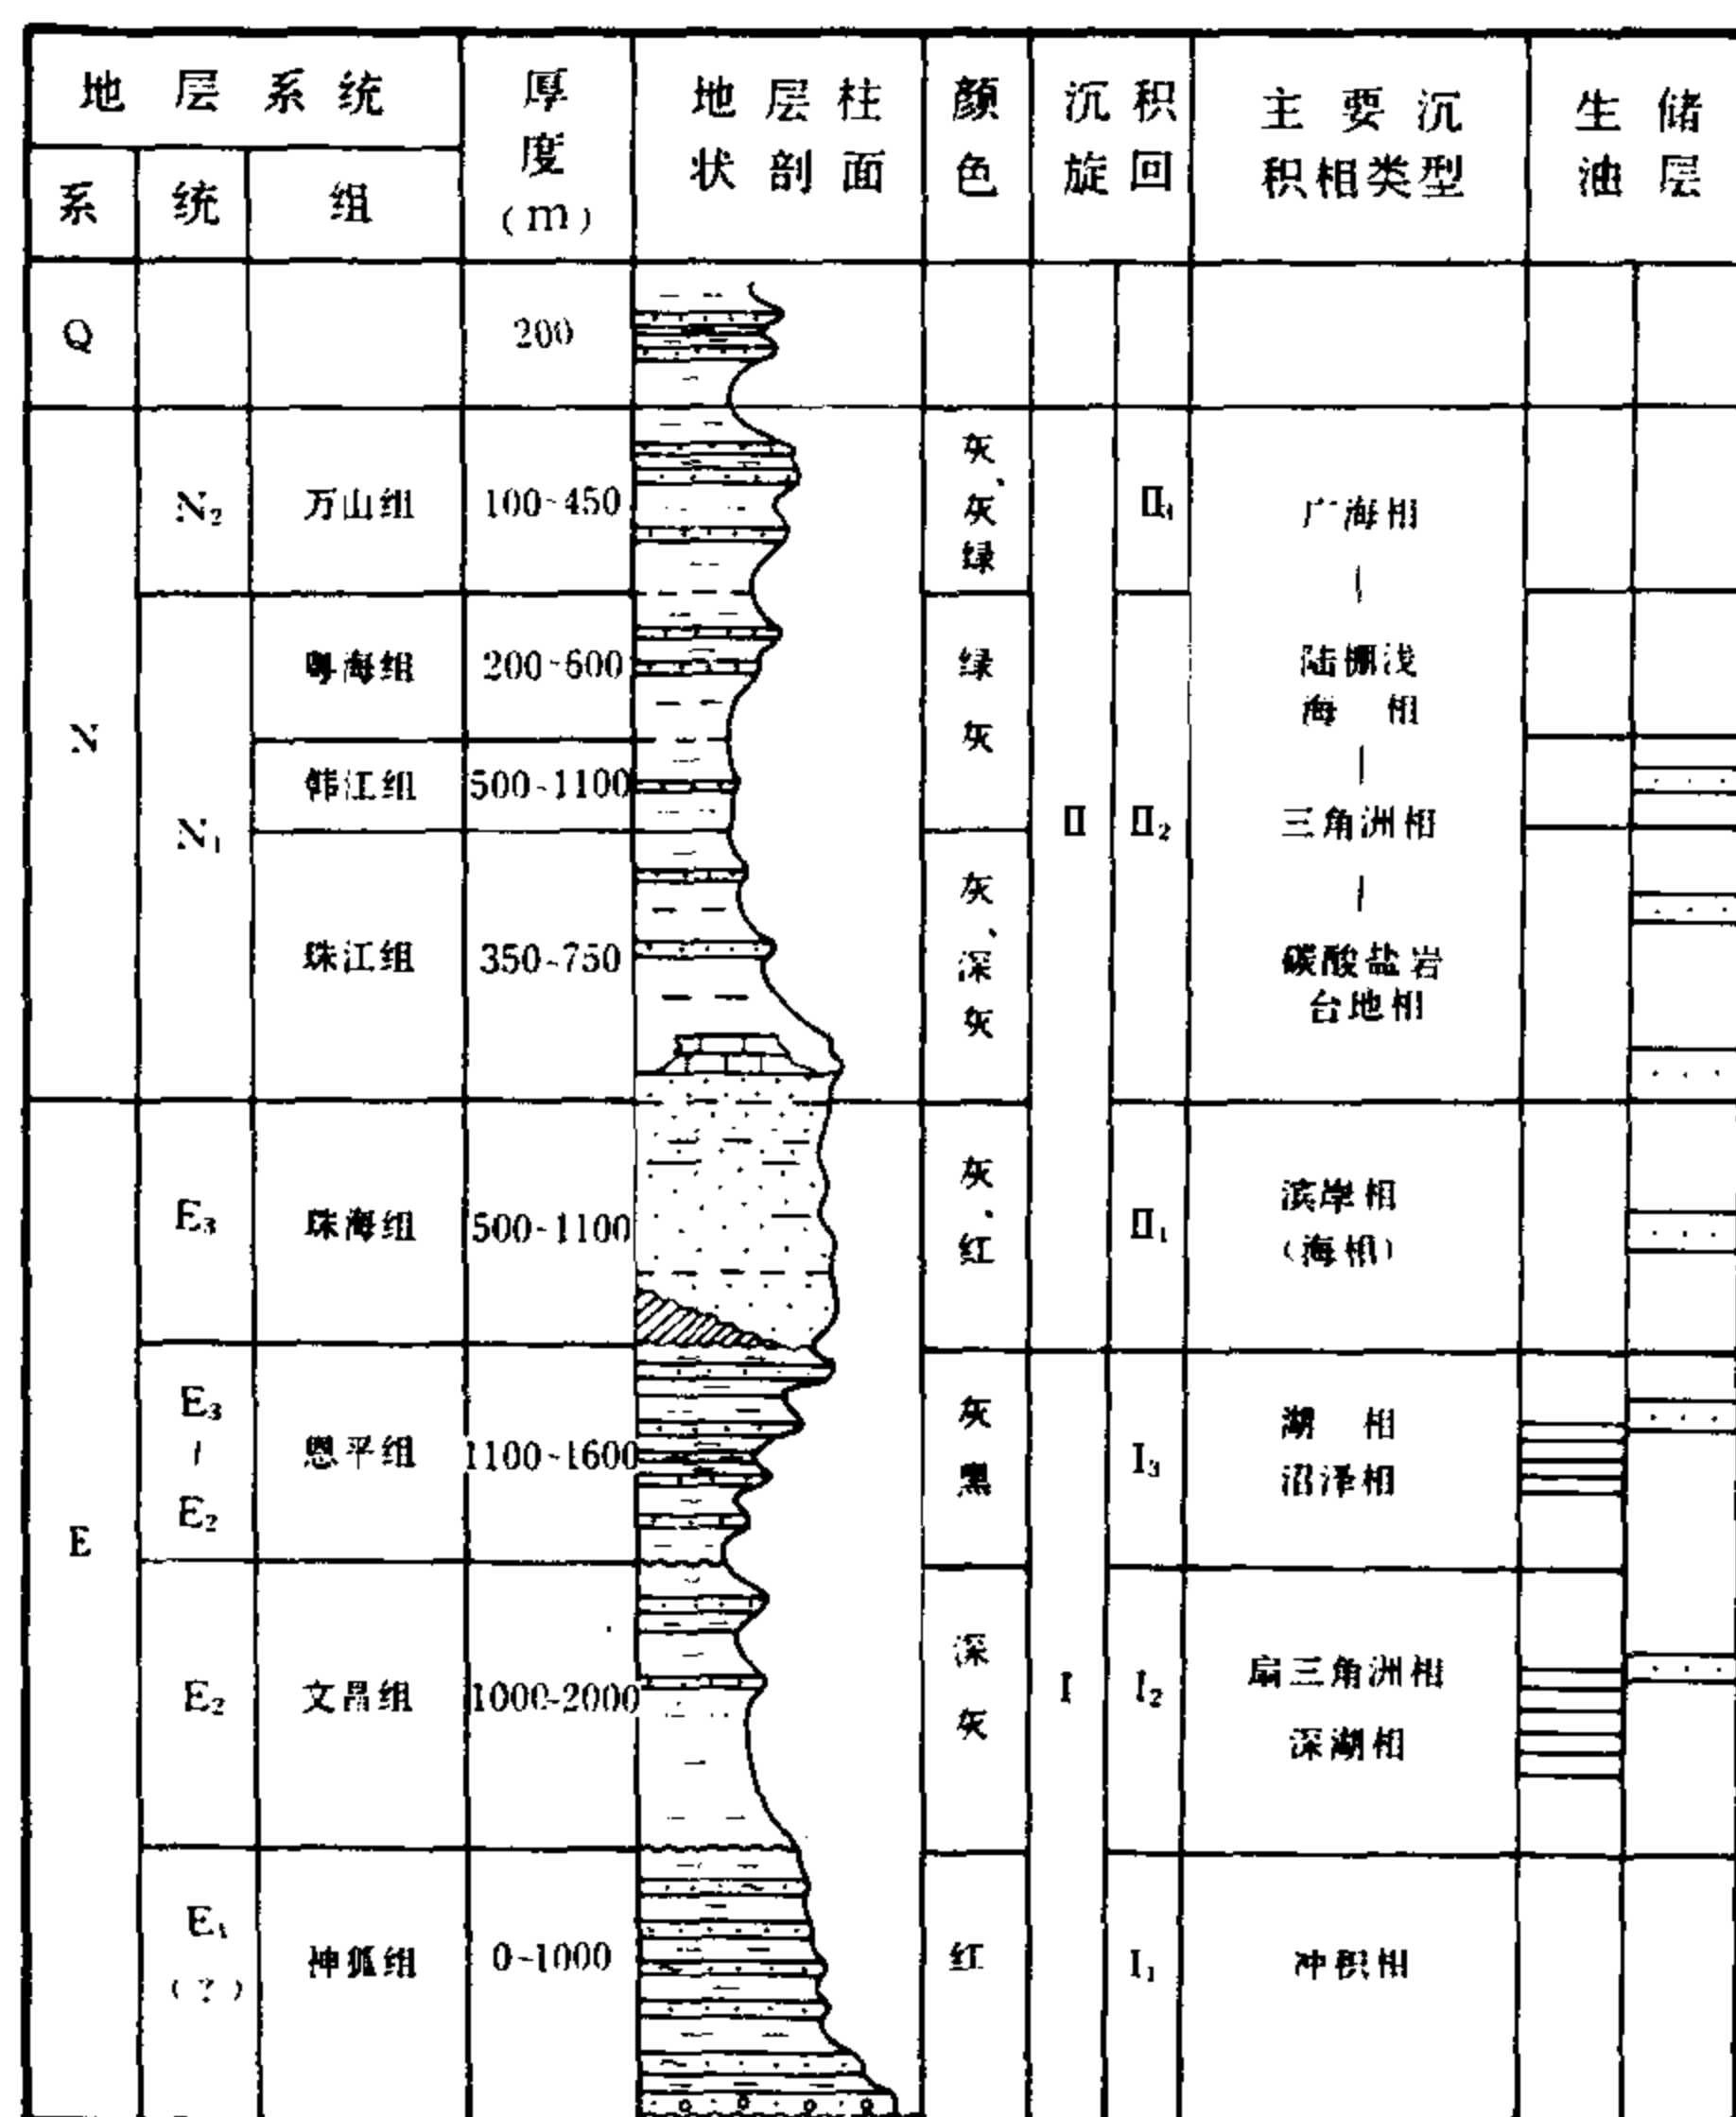 地层系统
厚度(m)
地层柱状剖面
颜色
沉积旋回
主要沉积相类型
生油 储层
系 统 组
Q 200
N
N₂ 万山组 100-450 灰、灰绿
广海相
|
N₁
粤海组 200-600 绿灰
陆棚浅海相
|
韩江组 500-1100
Ⅱ Ⅱ₂ 三角洲相
|
珠江组 350-750 灰、深灰
碳酸盐岩台地相
E
E₃ 珠海组 500-1100 灰、红 Ⅱ₁ 滨岸相(海相)
E₃
|
E₂
恩平组 1100-1600 灰黑 I₃ 湖相
沼泽相
I
E₂ 文昌组 1000-2000 深灰 I₂ 扇三角洲相
深湖相
E₁(?) 神狐组 0-1000 红 I₁ 冲积相